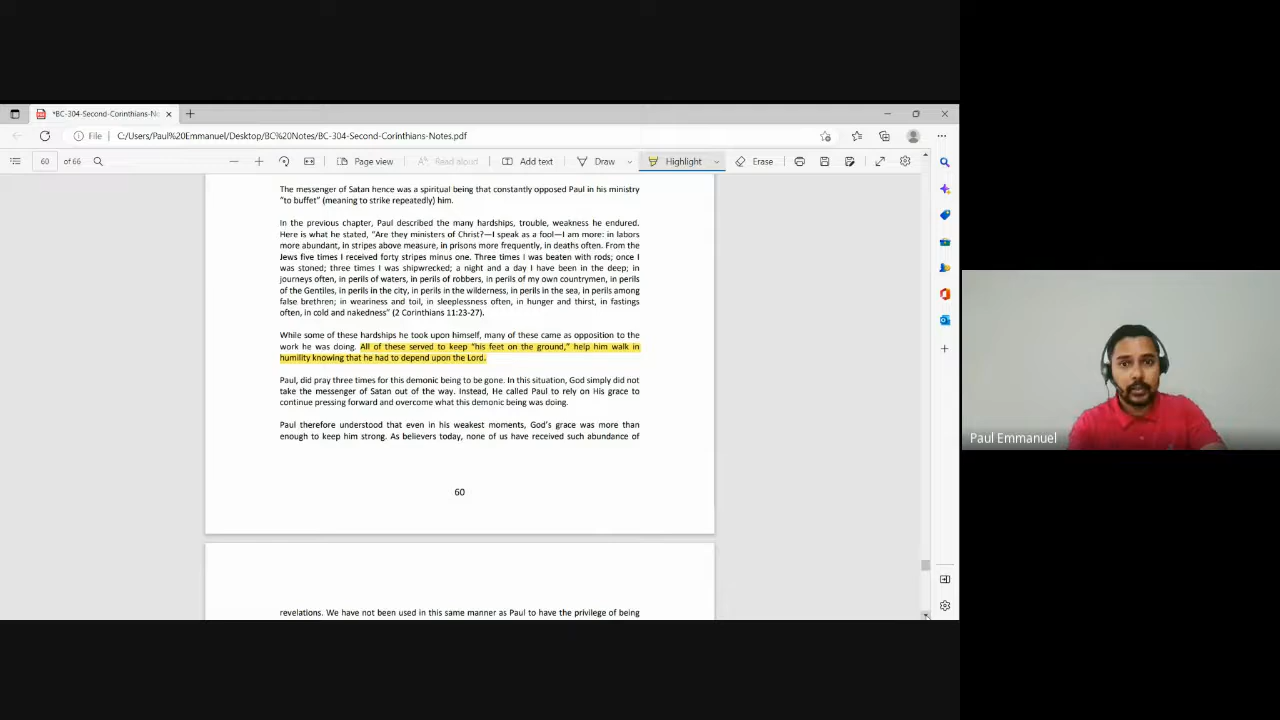 *BC-304-Second-Corinthians-No
File
C:/Users/Paul%20Emmanuel/Desktop/BC%20Notes/BC-304-Second-Corinthians-Notes.pdf
60 of 66
Page view
Read aloud
Add text
Draw
Highlight
Erase
The messenger of Satan hence was a spiritual being that constantly opposed Paul in his ministry
"to buffet" (meaning to strike repeatedly) him.
In the previous chapter, Paul described the many hardships, trouble, weakness he endured.
Here is what he stated, "Are they ministers of Christ?—I speak as a fool—I am more: in labors
more abundant, in stripes above measure, in prisons more frequently, in deaths often. From the
Jews five times I received forty stripes minus one. Three times I was beaten with rods; once I
was stoned; three times I was shipwrecked; a night and a day I have been in the deep; in
journeys often, in perils of waters, in perils of robbers, in perils of my own countrymen, in perils
of the Gentiles, in perils in the city, in perils in the wilderness, in perils in the sea, in perils among
false brethren; in weariness and toil, in sleeplessness often, in hunger and thirst, in fastings
often, in cold and nakedness" (2 Corinthians 11:23-27).
While some of these hardships he took upon himself, many of these came as opposition to the
work he was doing. All of these served to keep "his feet on the ground," help him walk in
humility knowing that he had to depend upon the Lord.
Paul, did pray three times for this demonic being to be gone. In this situation, God simply did not
take the messenger of Satan out of the way. Instead, He called Paul to rely on His grace to
continue pressing forward and overcome what this demonic being was doing.
Paul therefore understood that even in his weakest moments, God's grace was more than
enough to keep him strong. As believers today, none of us have received such abundance of
60
revelations. We have not been used in this same manner as Paul to have the privilege of being
Paul Emmanuel